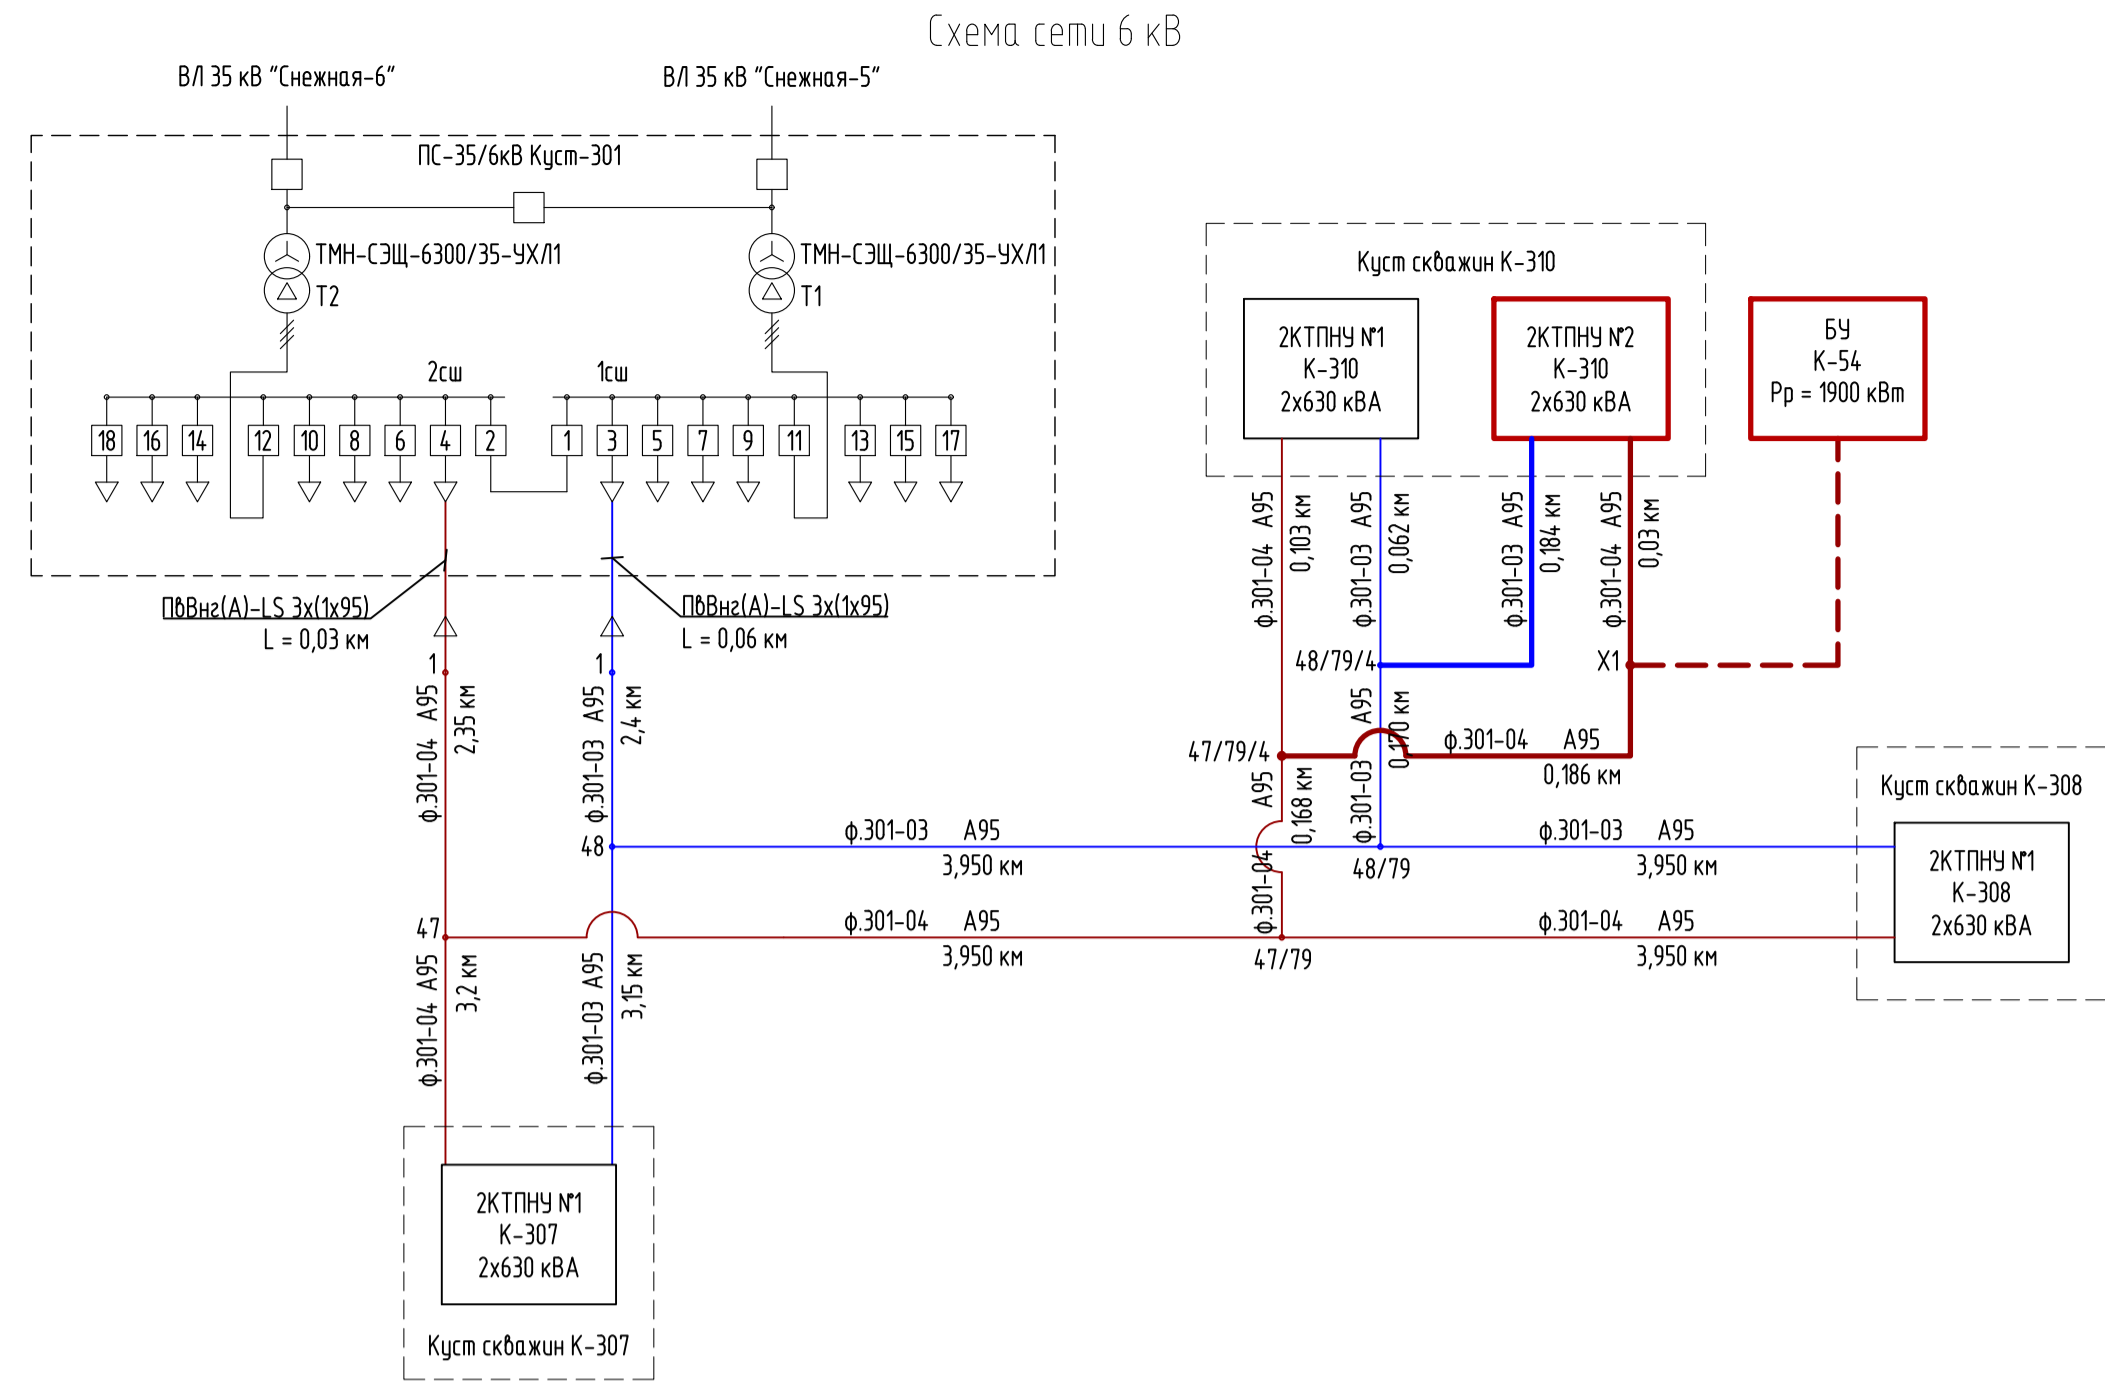 Схема сети 6 кВ
ВЛ 35 кВ "Снежная-6"
ВЛ 35 кВ "Снежная-5"
ПС-35/6кВ Куст-301
ТМН-СЭЩ-6300/35-УХЛ1
Т2
ТМН-СЭЩ-6300/35-УХЛ1
Т1
2сш
1сш
18
16
14
12
10
8
6
4
2
1
3
5
7
9
11
13
15
17
ПвВнг(А)-LS 3х(1х95)
L = 0,03 км
ПвВнг(А)-LS 3х(1х95)
L = 0,06 км
Куст скважин К-310
2КТПНУ №1
К-310
2х630 кВА
2КТПНУ №2
К-310
2х630 кВА
БУ
К-54
Рр = 1900 кВт
ф.301-04 А95
0,103 км
ф.301-03 А95
0,062 км
ф.301-03 А95
0,184 км
ф.301-04 А95
0,03 км
48/79/4
Х1
47/79/4
ф.301-04 А95
0,186 км
ф.301-04 А95
0,168 км
ф.301-03 А95
0,170 км
1
ф.301-04 А95
2,35 км
1
ф.301-03 А95
2,4 км
48
ф.301-03 А95
3,950 км
48/79
ф.301-03 А95
3,950 км
47
ф.301-04 А95
3,950 км
47/79
ф.301-04 А95
3,950 км
Куст скважин К-308
2КТПНУ №1
К-308
2х630 кВА
ф.301-04 А95
3,2 км
ф.301-03 А95
3,15 км
2КТПНУ №1
К-307
2х630 кВА
Куст скважин К-307